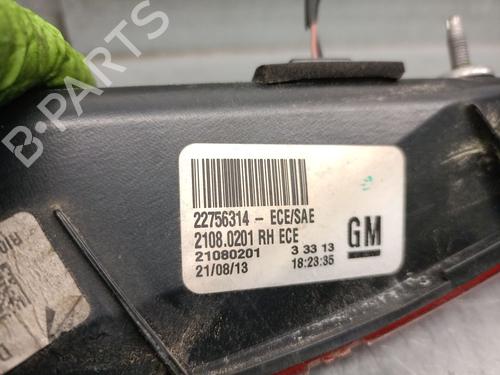 B-PARTS
22756314 - ECE/SAE
2108.0201 RH ECE
21080201 3 33 13
21/08/13 18:23:35
GM